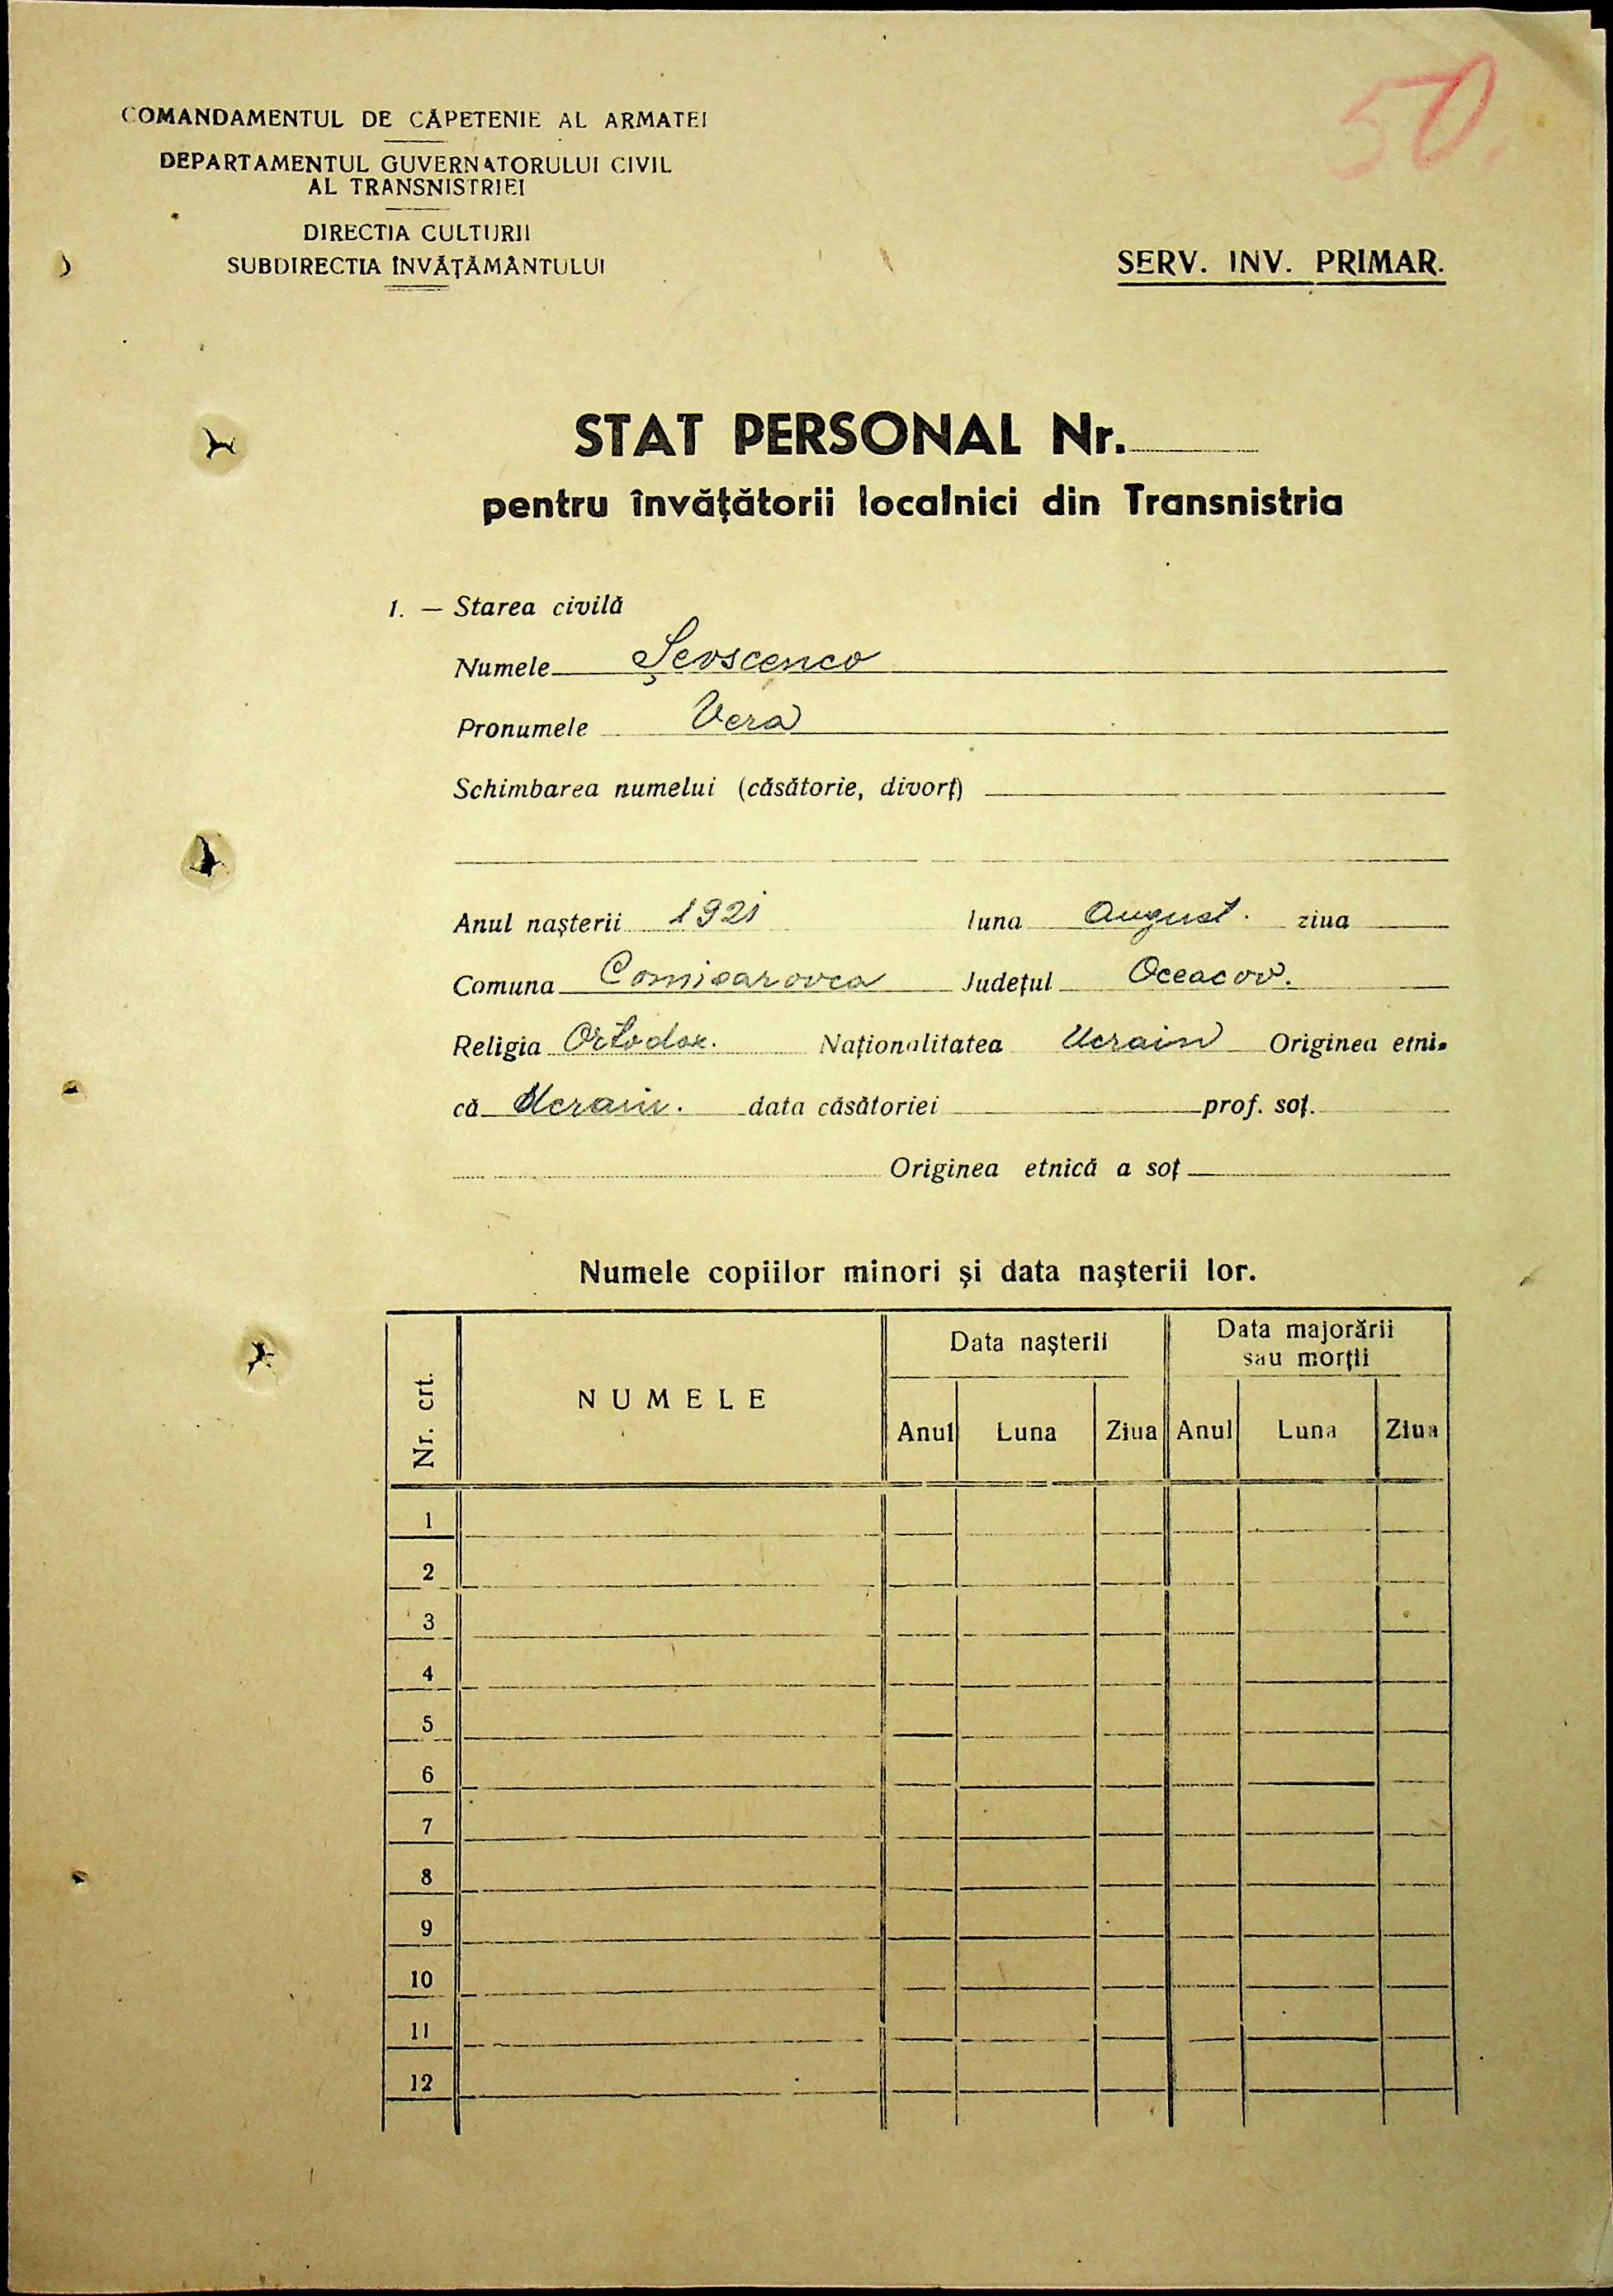 50.
COMANDAMENTUL DE CĂPETENIE AL ARMATEI
DEPARTAMENTUL GUVERNATORULUI CIVIL
AL TRANSNISTRIEI
DIRECTIA CULTURII
SUBDIRECTIA ÎNVĂŢĂMÂNTULUI
SERV. INV. PRIMAR.
STAT PERSONAL Nr.
pentru învăţătorii localnici din Transnistria
1. — Starea civilă
Numele Şevscenco
Pronumele Vera
Schimbarea numelui (căsătorie, divorţ)
Anul naşterii 1921 luna August. ziua
Comuna Comisarovca Judeţul Oceacov.
Religia Ortodox. Naţionalitatea Ucrain Originea etni-
că Ucrain. data căsătoriei prof. soţ.
Originea etnică a soţ
Numele copiilor minori şi data naşterii lor.
Nr. crt. NUMELE Data naşterii Data majorării
sau morţii
Anul Luna Ziua Anul Luna Ziua
1
2
3
4
5
6
7
8
9
10
11
12